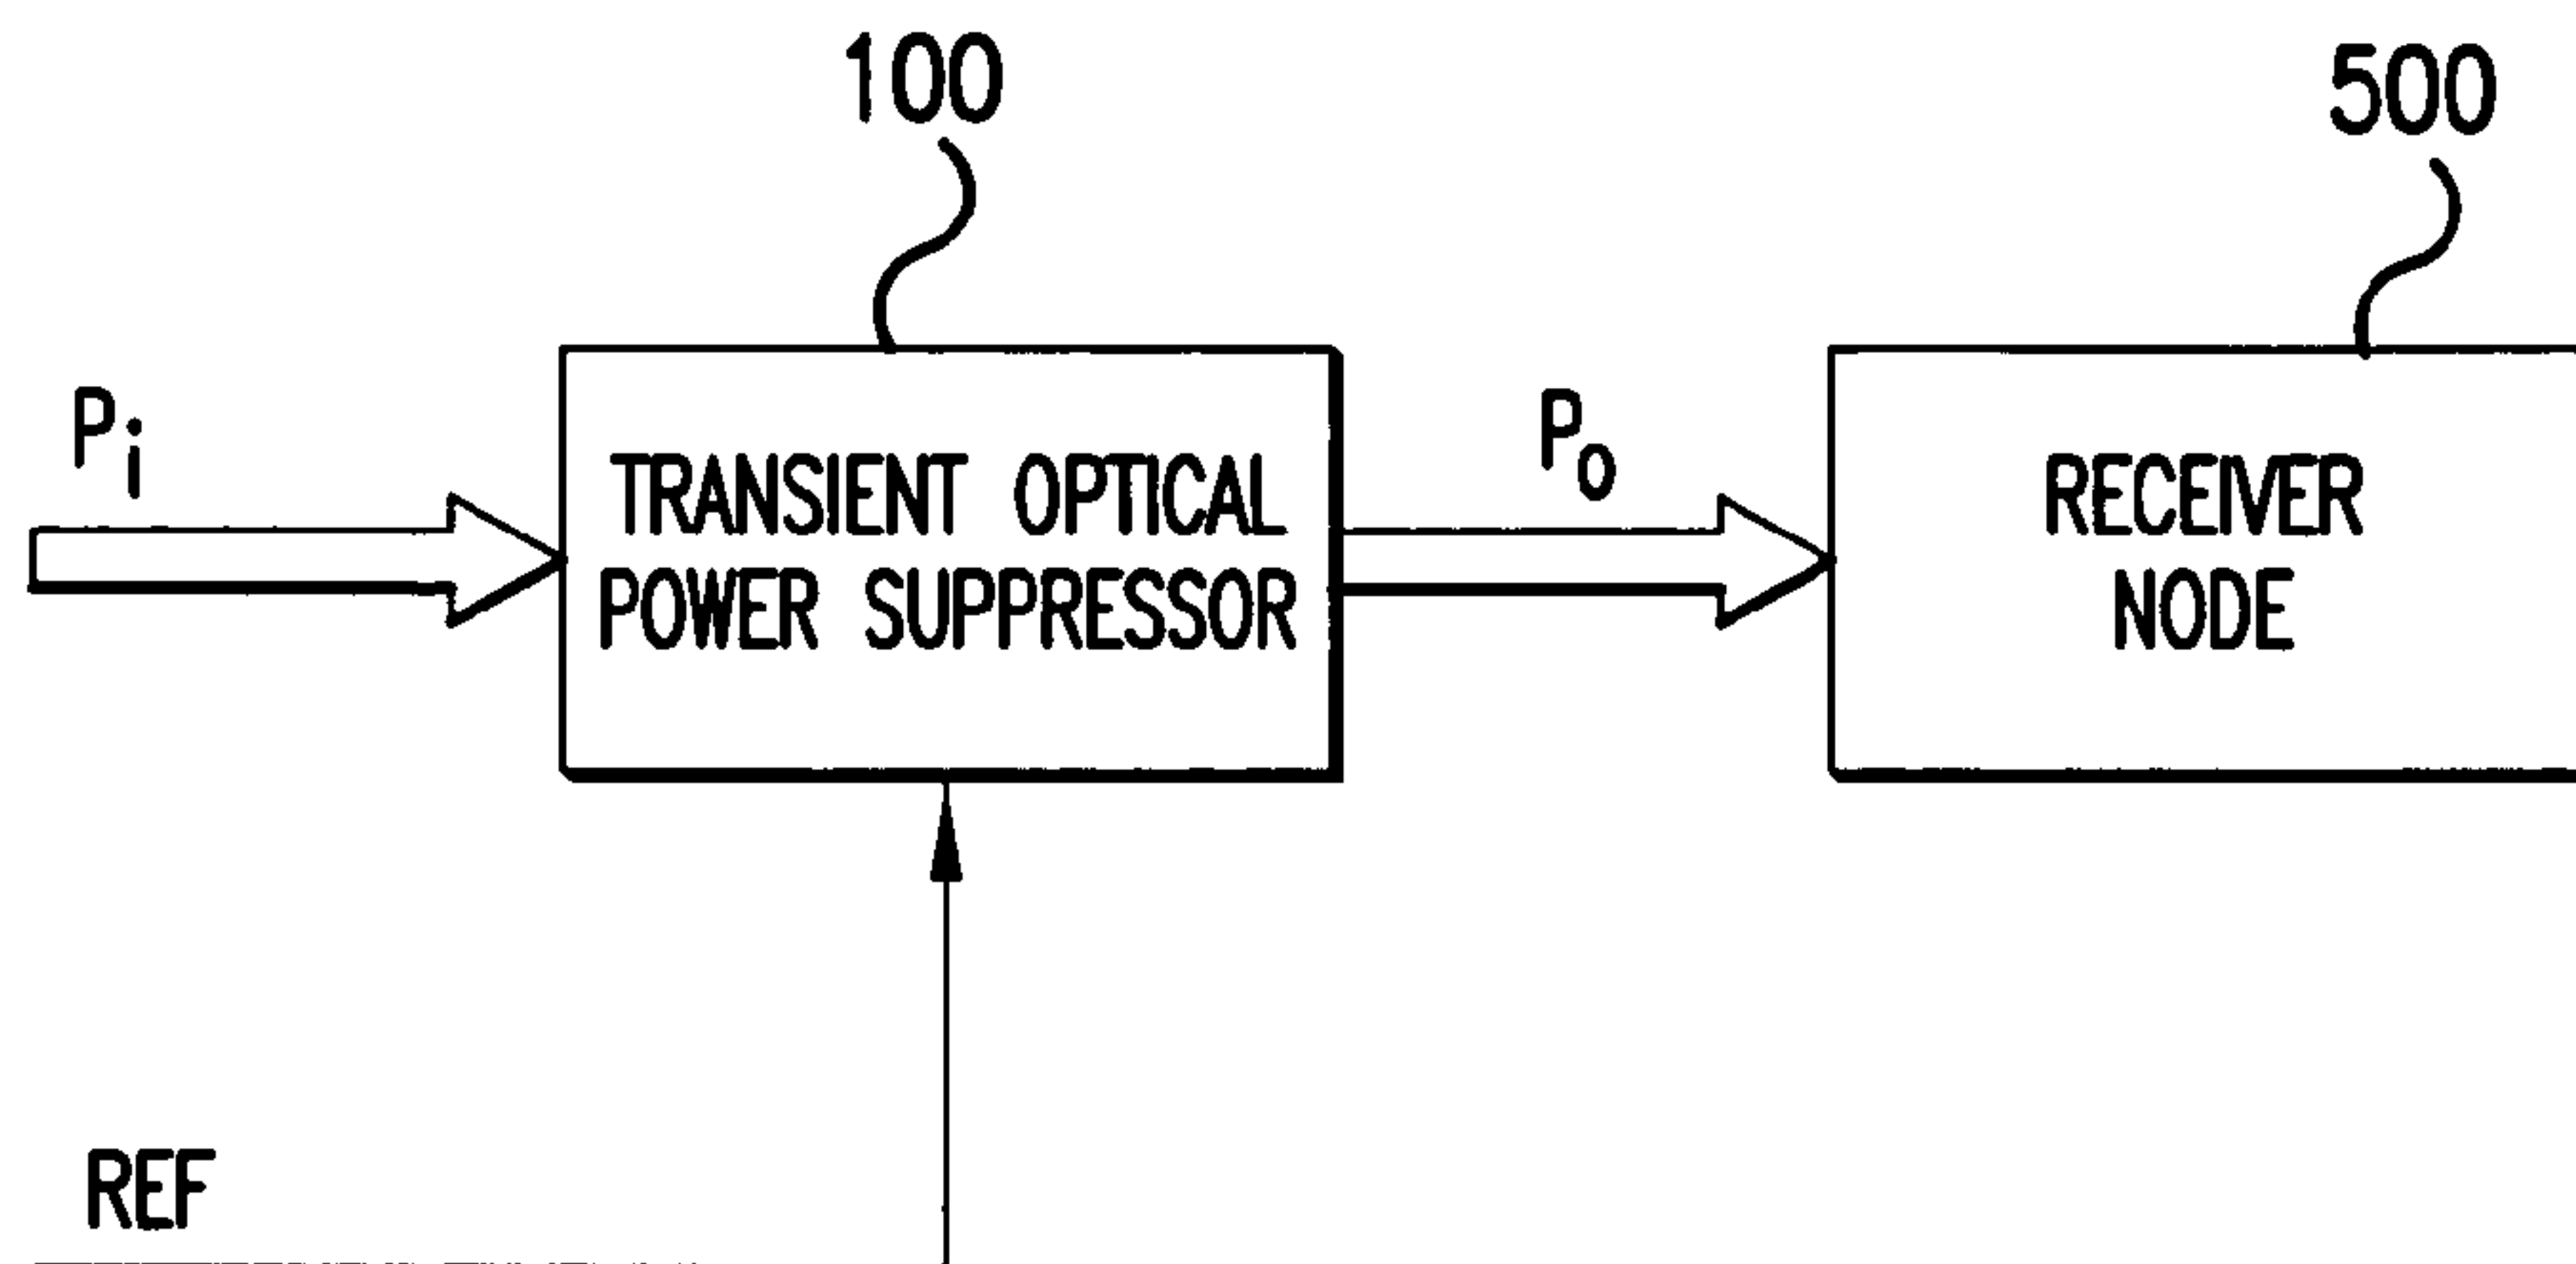 100
500
Pi
TRANSIENT OPTICAL
POWER SUPPRESSOR
Po
RECEIVER
NODE
REF